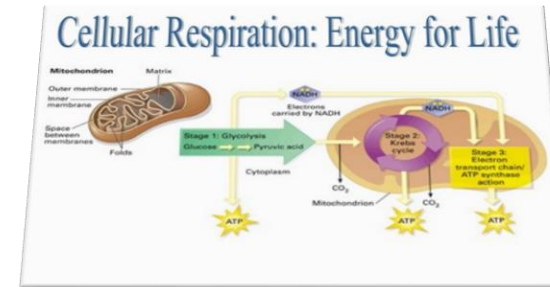 Cellular Respiration: Energy for Life
Mitochondrion
Matrix
Outer membrane
Inner
membrane
Space
between
membranes
Folds
NADH
Electrons
carried by NADH
NADH
Stage 1: Glycolysis
Glucose
Pyruvic acid
Cytoplasm
Stage 2:
Krebs
cycle
Stage 3:
Electron
transport chain/
ATP synthase
action
CO2
Mitochondrion
CO2
ATP
ATP
ATP